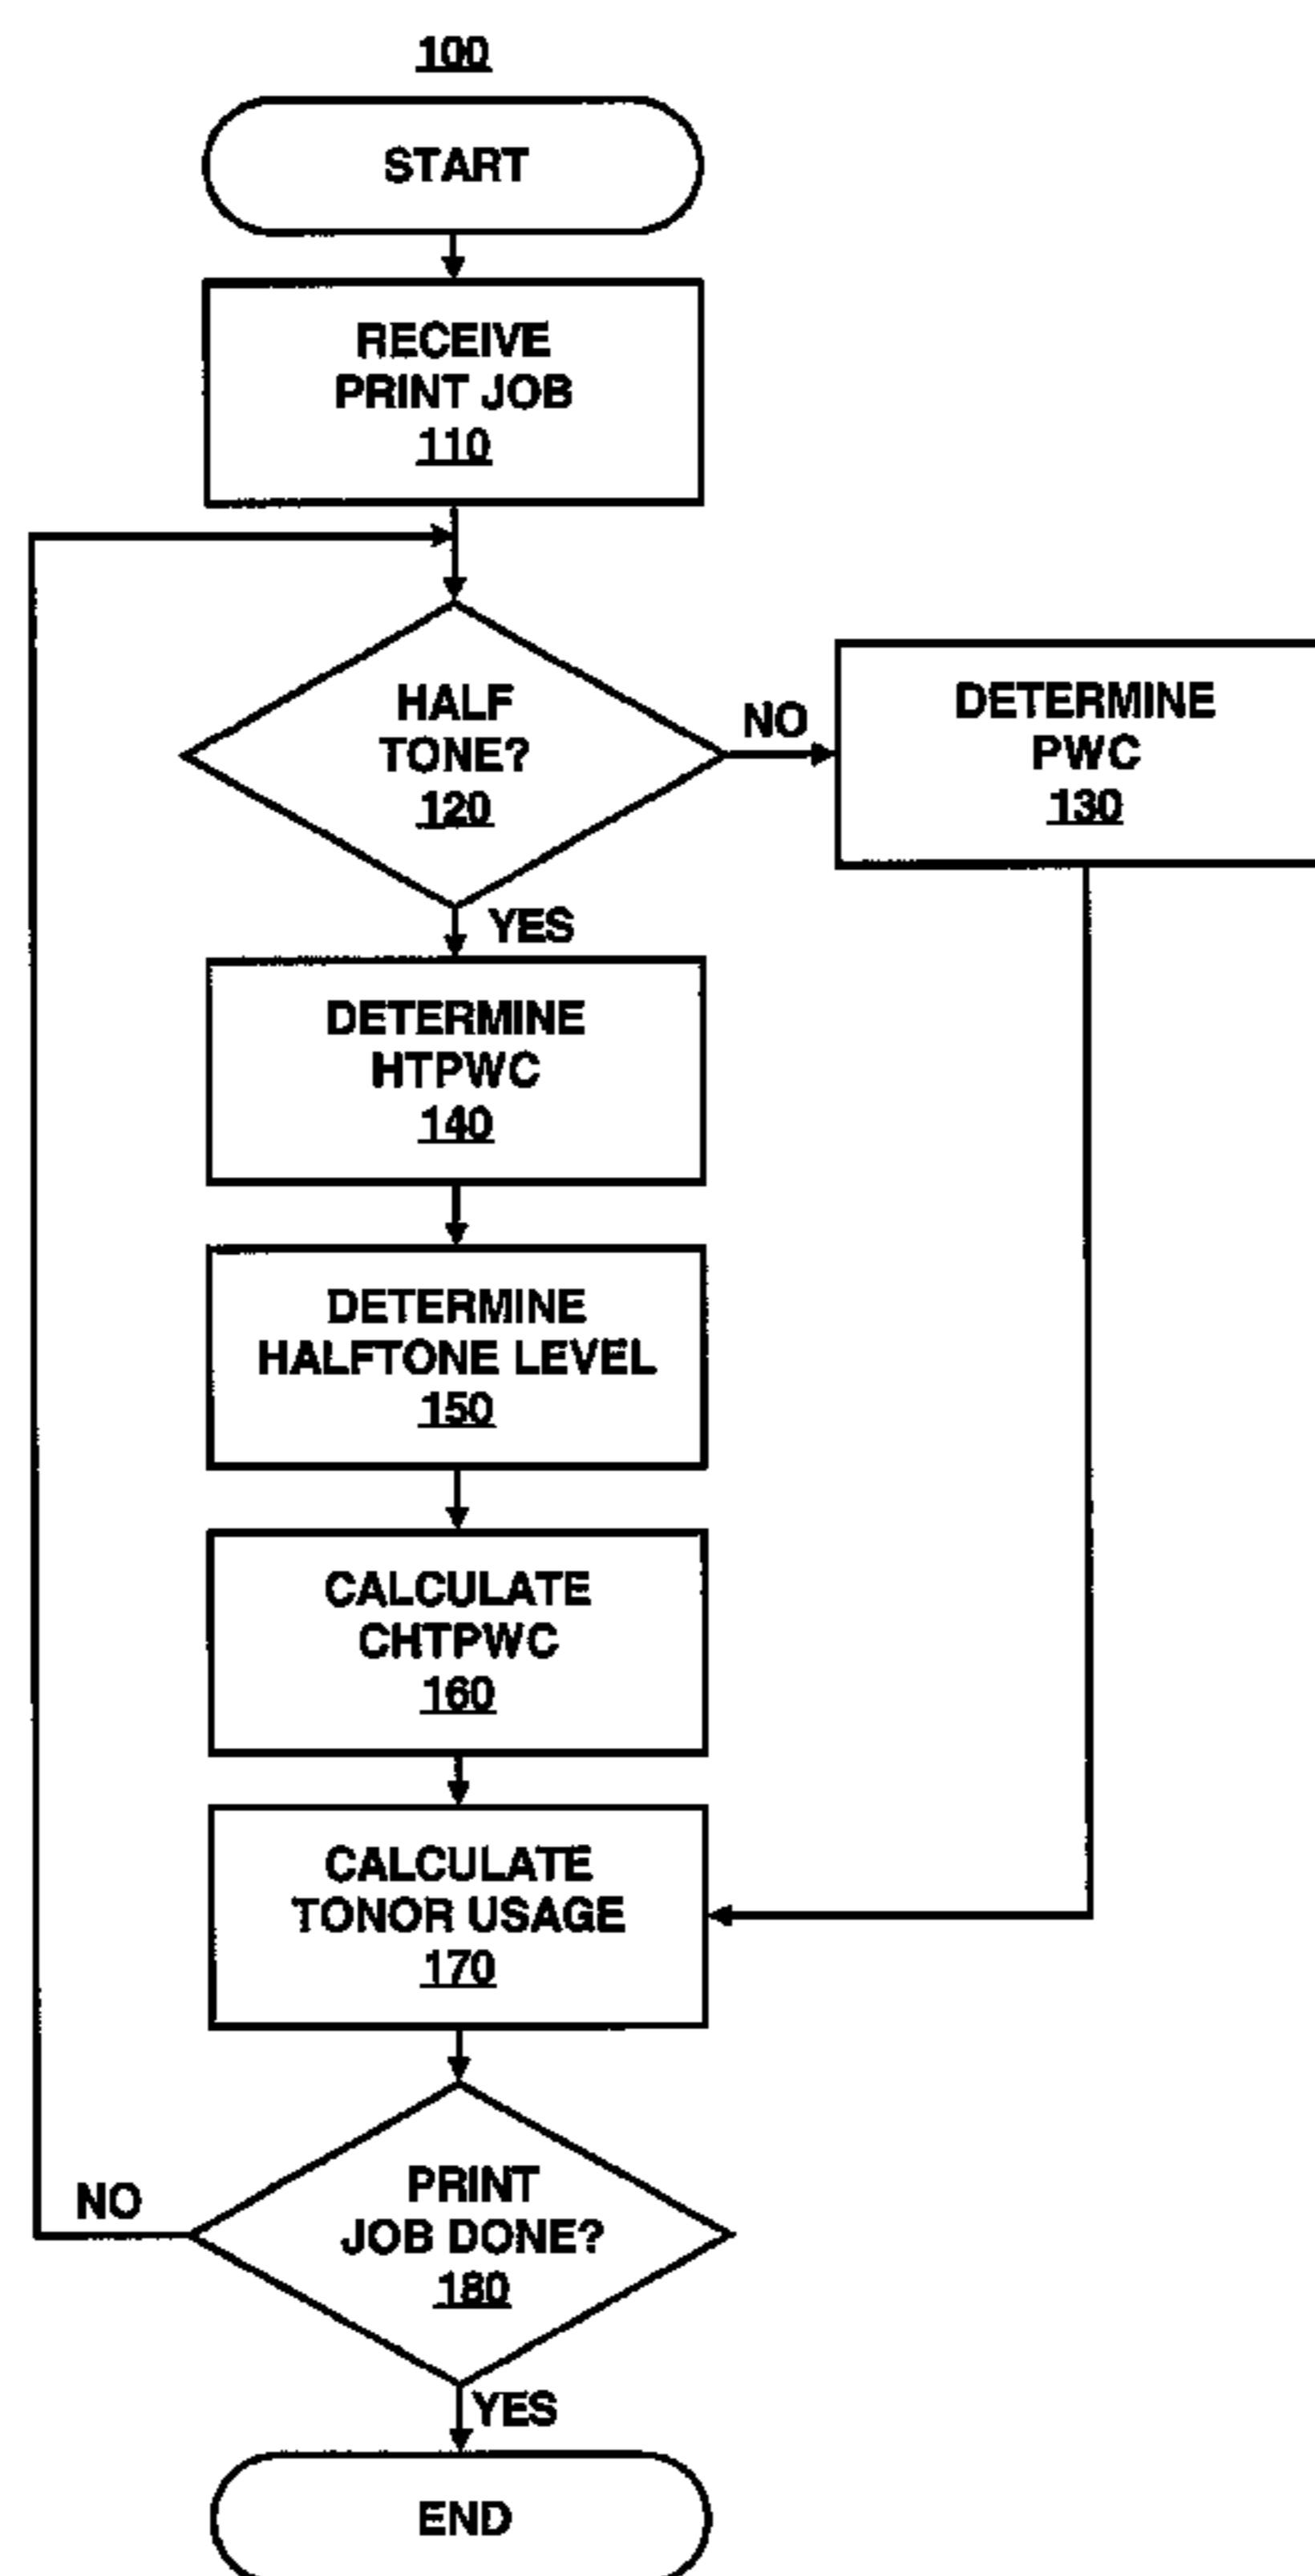 100
START
RECEIVE
PRINT JOB
110
HALF
TONE?
120
NO
DETERMINE
PWC
130
YES
DETERMINE
HTPWC
140
DETERMINE
HALFTONE LEVEL
150
CALCULATE
CHTPWC
160
CALCULATE
TONOR USAGE
170
PRINT
JOB DONE?
180
NO
YES
END